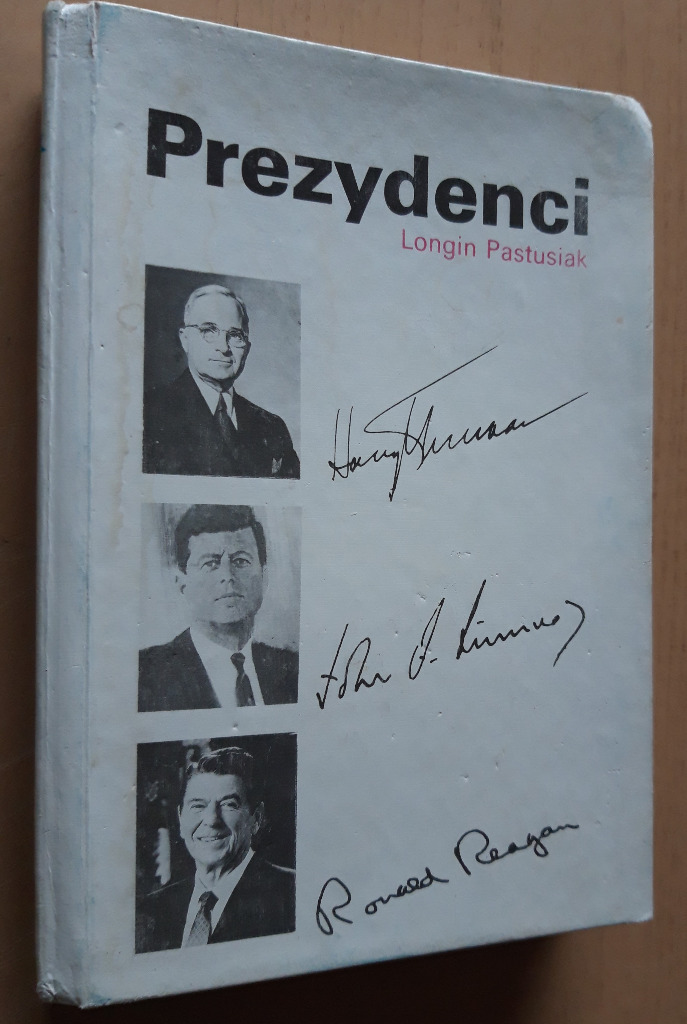 Prezydenci
Longin Pastusiak
Harry Truman
John F. Kennedy
Ronald Reagan